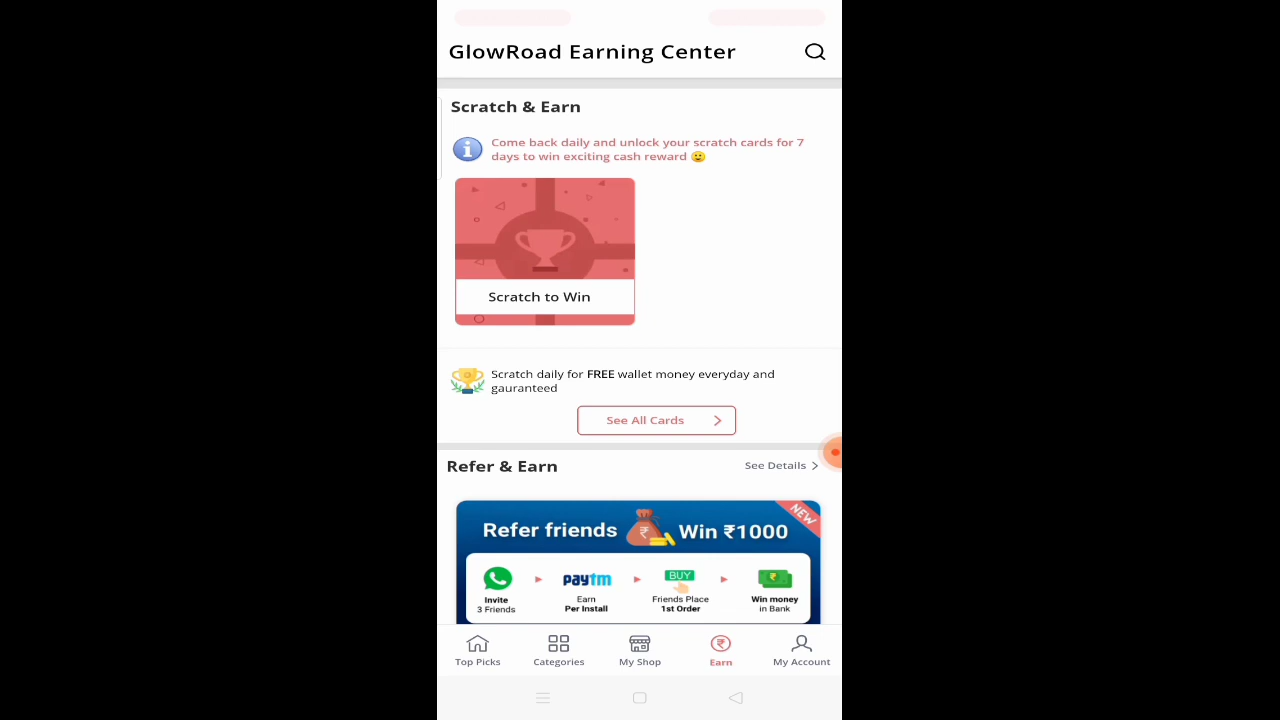 GlowRoad Earning Center
Scratch & Earn
Come back daily and unlock your scratch cards for 7
days to win exciting cash reward 🙂
Scratch to Win
Scratch daily for FREE wallet money everyday and
gauranteed
See All Cards
Refer & Earn
See Details
NEW
Refer friends ₹ Win ₹1000
paytm
BUY
Invite
3 Friends
Earn
Per Install
Friends Place
1st Order
Win money
in Bank
Top Picks
Categories
My Shop
Earn
My Account